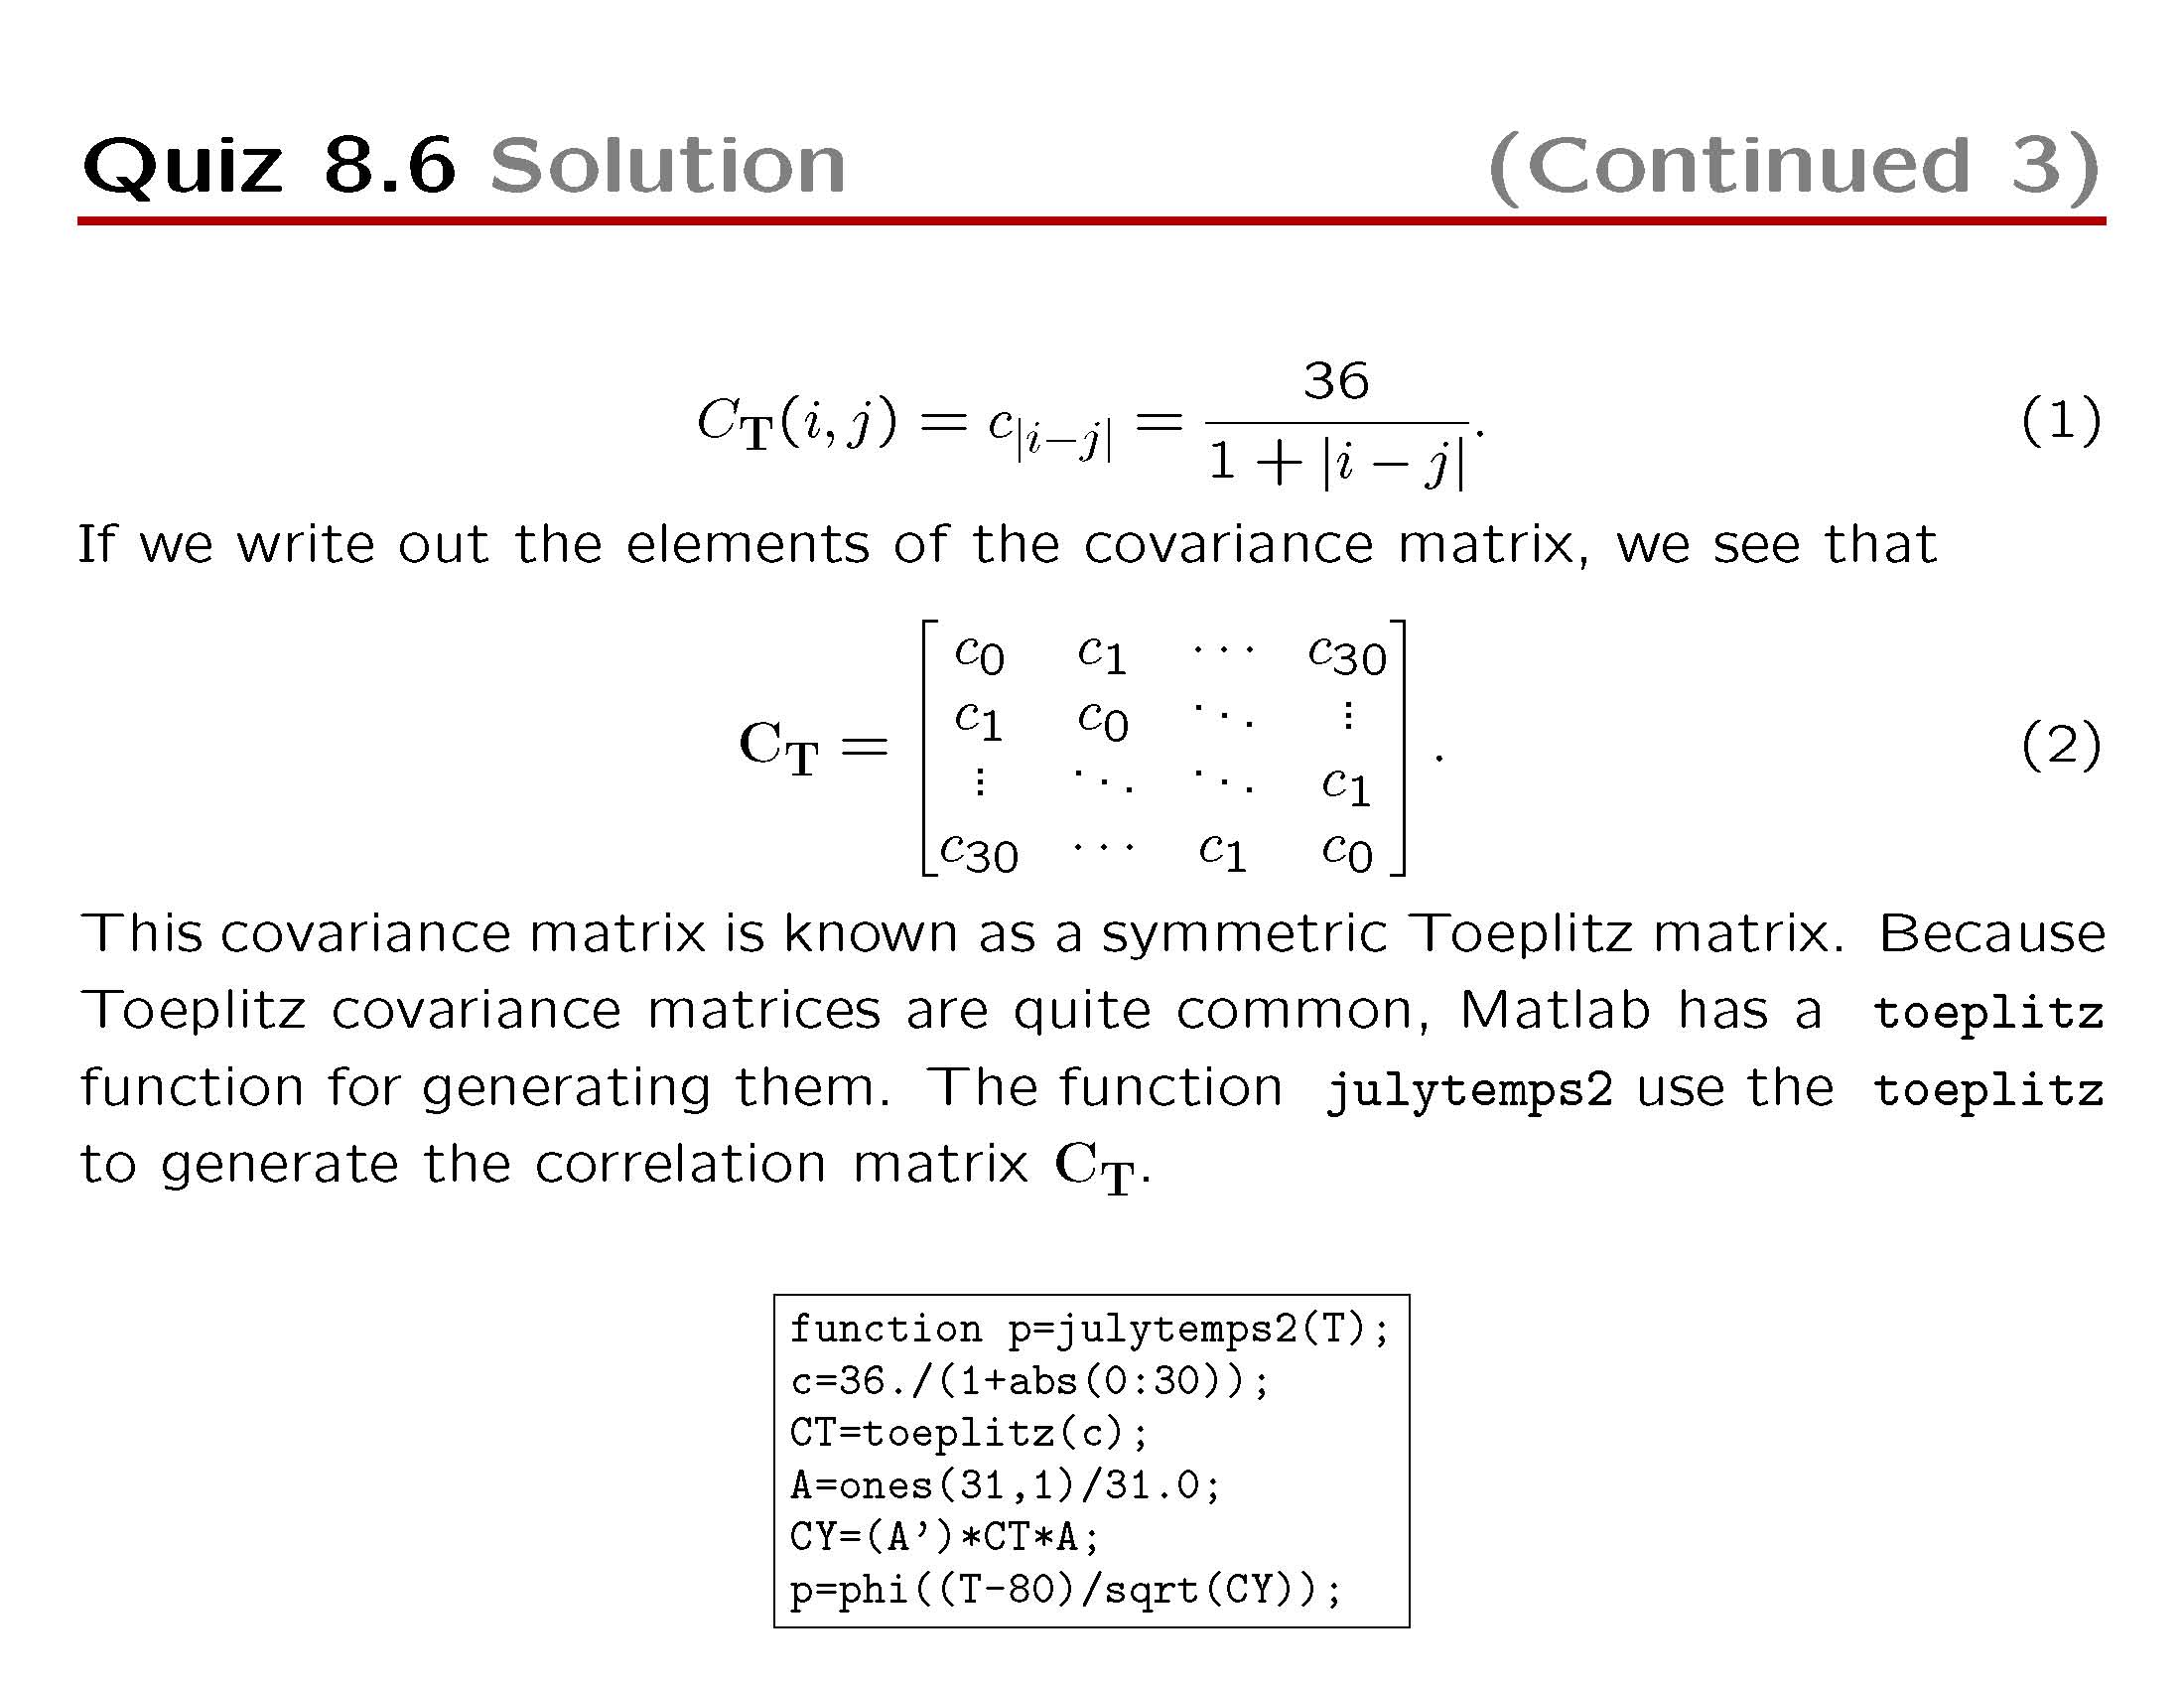 Quiz 8.6 Solution (Continued 3)
C_T(i, j) = c_{|i−j|} = 36 / (1 + |i − j|). (1)
If we write out the elements of the covariance matrix, we see that
C_T = [ c_0 c_1 ⋯ c_30
c_1 c_0 ⋱ ⋮
⋮ ⋱ ⋱ c_1
c_30 ⋯ c_1 c_0 ] . (2)
This covariance matrix is known as a symmetric Toeplitz matrix. Because
Toeplitz covariance matrices are quite common, Matlab has a toeplitz
function for generating them. The function julytemps2 use the toeplitz
to generate the correlation matrix C_T.
function p=julytemps2(T);
c=36./(1+abs(0:30));
CT=toeplitz(c);
A=ones(31,1)/31.0;
CY=(A’)*CT*A;
p=phi((T-80)/sqrt(CY));